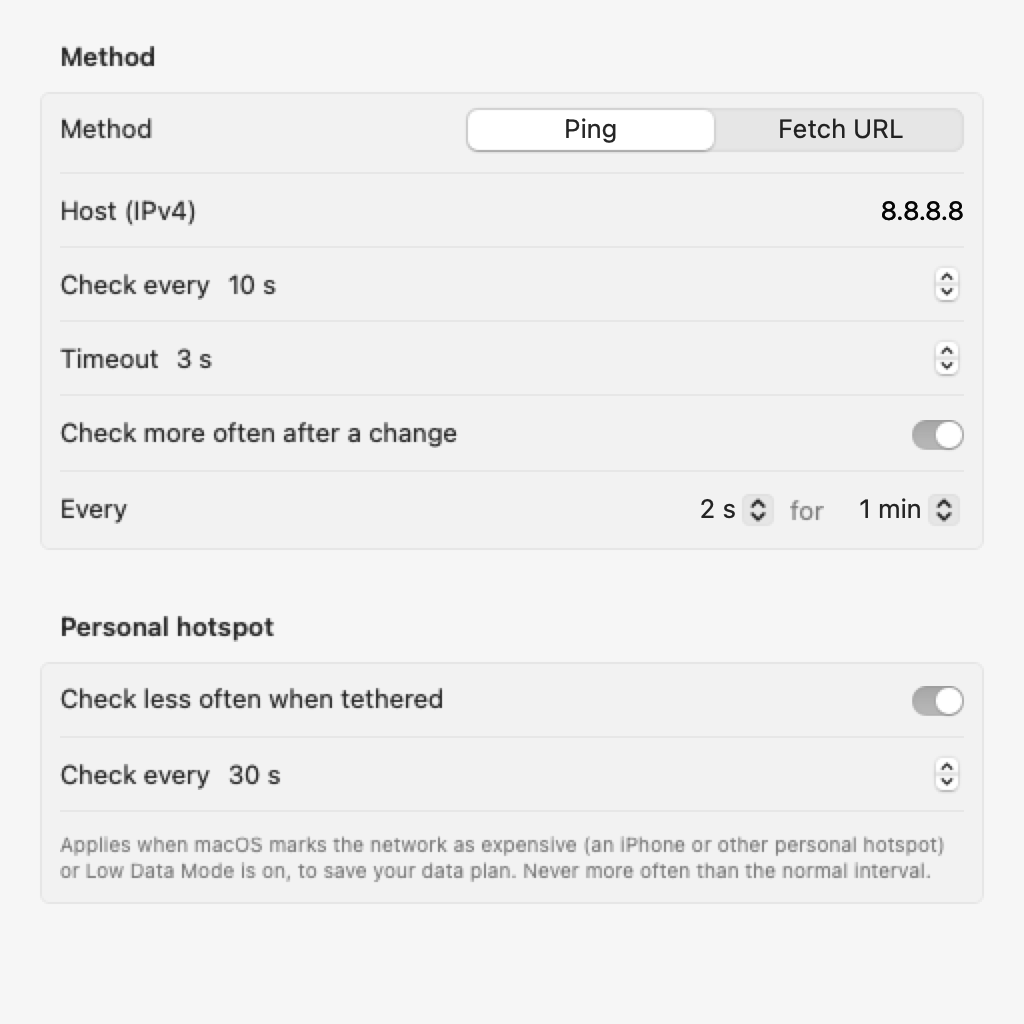 Method
Method Ping Fetch URL
Host (IPv4) 8.8.8.8
Check every 10 s
Timeout 3 s
Check more often after a change
Every 2 s for 1 min
Personal hotspot
Check less often when tethered
Check every 30 s
Applies when macOS marks the network as expensive (an iPhone or other personal hotspot)
or Low Data Mode is on, to save your data plan. Never more often than the normal interval.